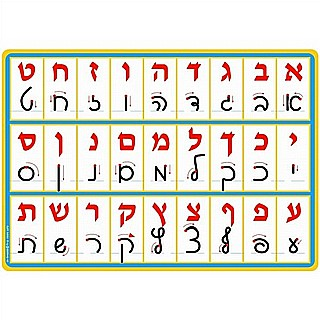 א ב ג ד ה ו ז ח ט
א ב ג ד ה ו ז ח ט
י כ ך ל מ ם נ ן ס
י כ ך ל מ ם נ ן ס
ע פ ף צ ץ ק ר ש ת
ע פ ף צ ץ ק ר ש ת